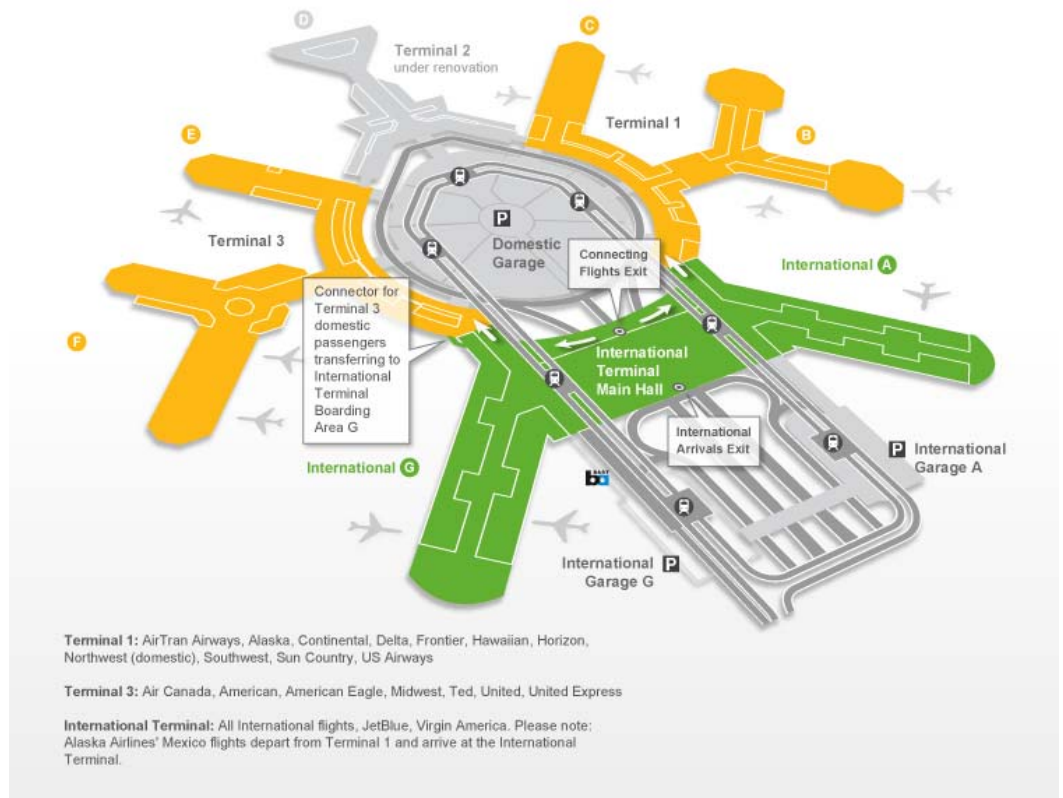 D
C
Terminal 2
under renovation
Terminal 1
B
E
Terminal 3
P
Domestic
Garage
Connecting
Flights Exit
International A
Connector for
Terminal 3
domestic
passengers
transferring to
International
Terminal
Boarding
Area G
F
International
Terminal
Main Hall
International
Arrivals Exit
P
International
Garage A
International G
BART
ba
International
Garage G
P
Terminal 1: AirTran Airways, Alaska, Continental, Delta, Frontier, Hawaiian, Horizon,
Northwest (domestic), Southwest, Sun Country, US Airways
Terminal 3: Air Canada, American, American Eagle, Midwest, Ted, United, United Express
International Terminal: All International flights, JetBlue, Virgin America. Please note:
Alaska Airlines' Mexico flights depart from Terminal 1 and arrive at the International
Terminal.